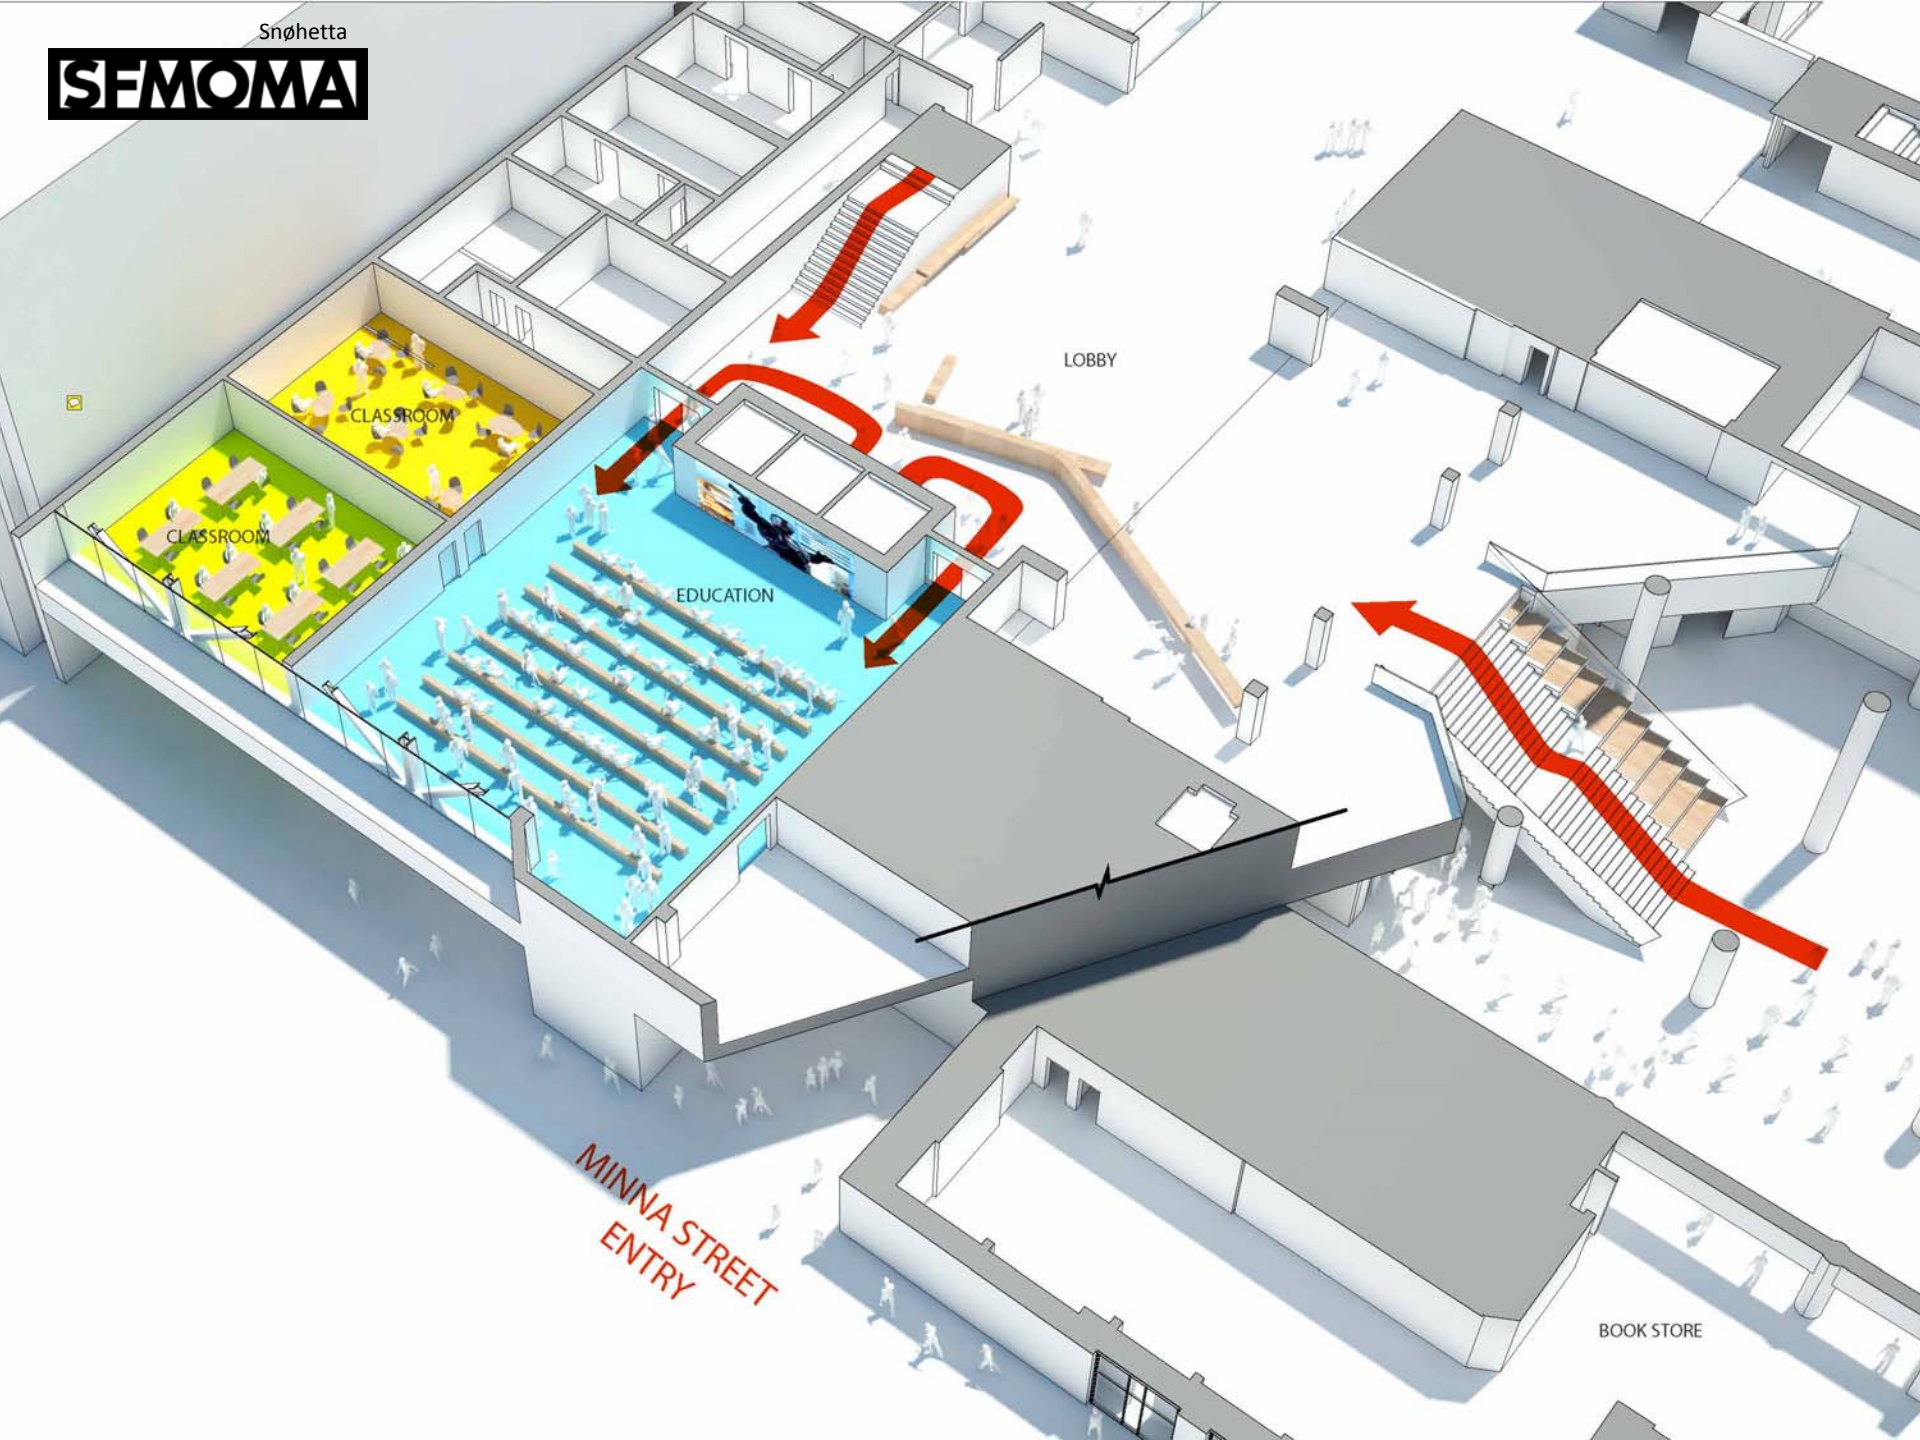 Snøhetta
SFMOMA
LOBBY
CLASSROOM
CLASSROOM
EDUCATION
MINNA STREET
ENTRY
BOOK STORE